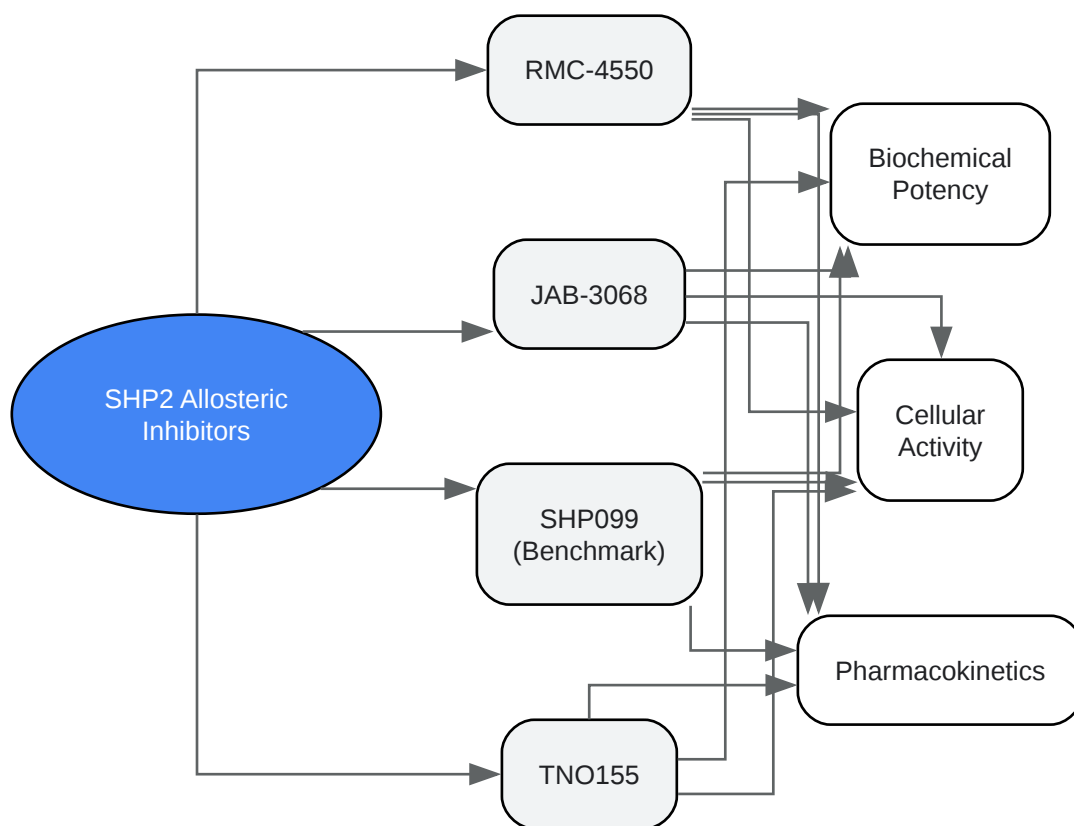 RMC-4550
Biochemical
Potency
JAB-3068
SHP2 Allosteric
Inhibitors
Cellular
Activity
SHP099
(Benchmark)
Pharmacokinetics
TNO155